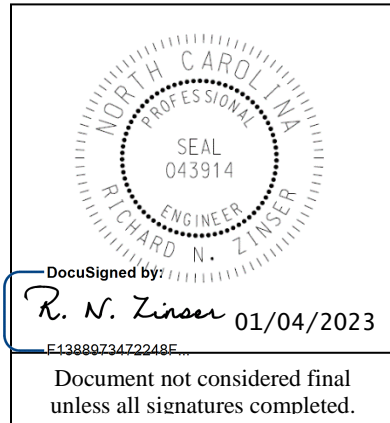 NORTH CAROLINA
PROFESSIONAL
SEAL
043914
ENGINEER
RICHARD N. ZINSER
DocuSigned by:
R. N. Zinser 01/04/2023
F1388973472248F...
Document not considered final
unless all signatures completed.